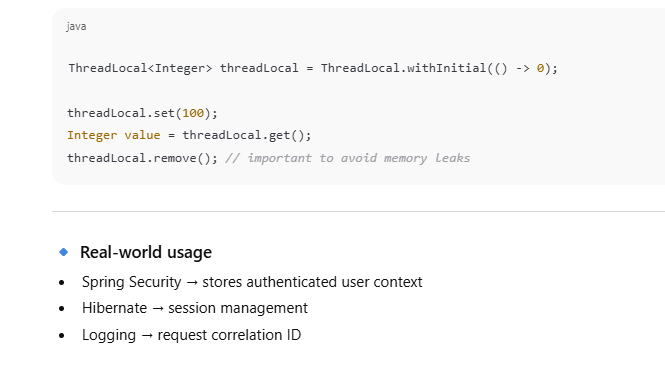 java
ThreadLocal<Integer> threadLocal = ThreadLocal.withInitial(() -> 0);
threadLocal.set(100);
Integer value = threadLocal.get();
threadLocal.remove(); // important to avoid memory leaks
Real-world usage
• Spring Security → stores authenticated user context
• Hibernate → session management
• Logging → request correlation ID